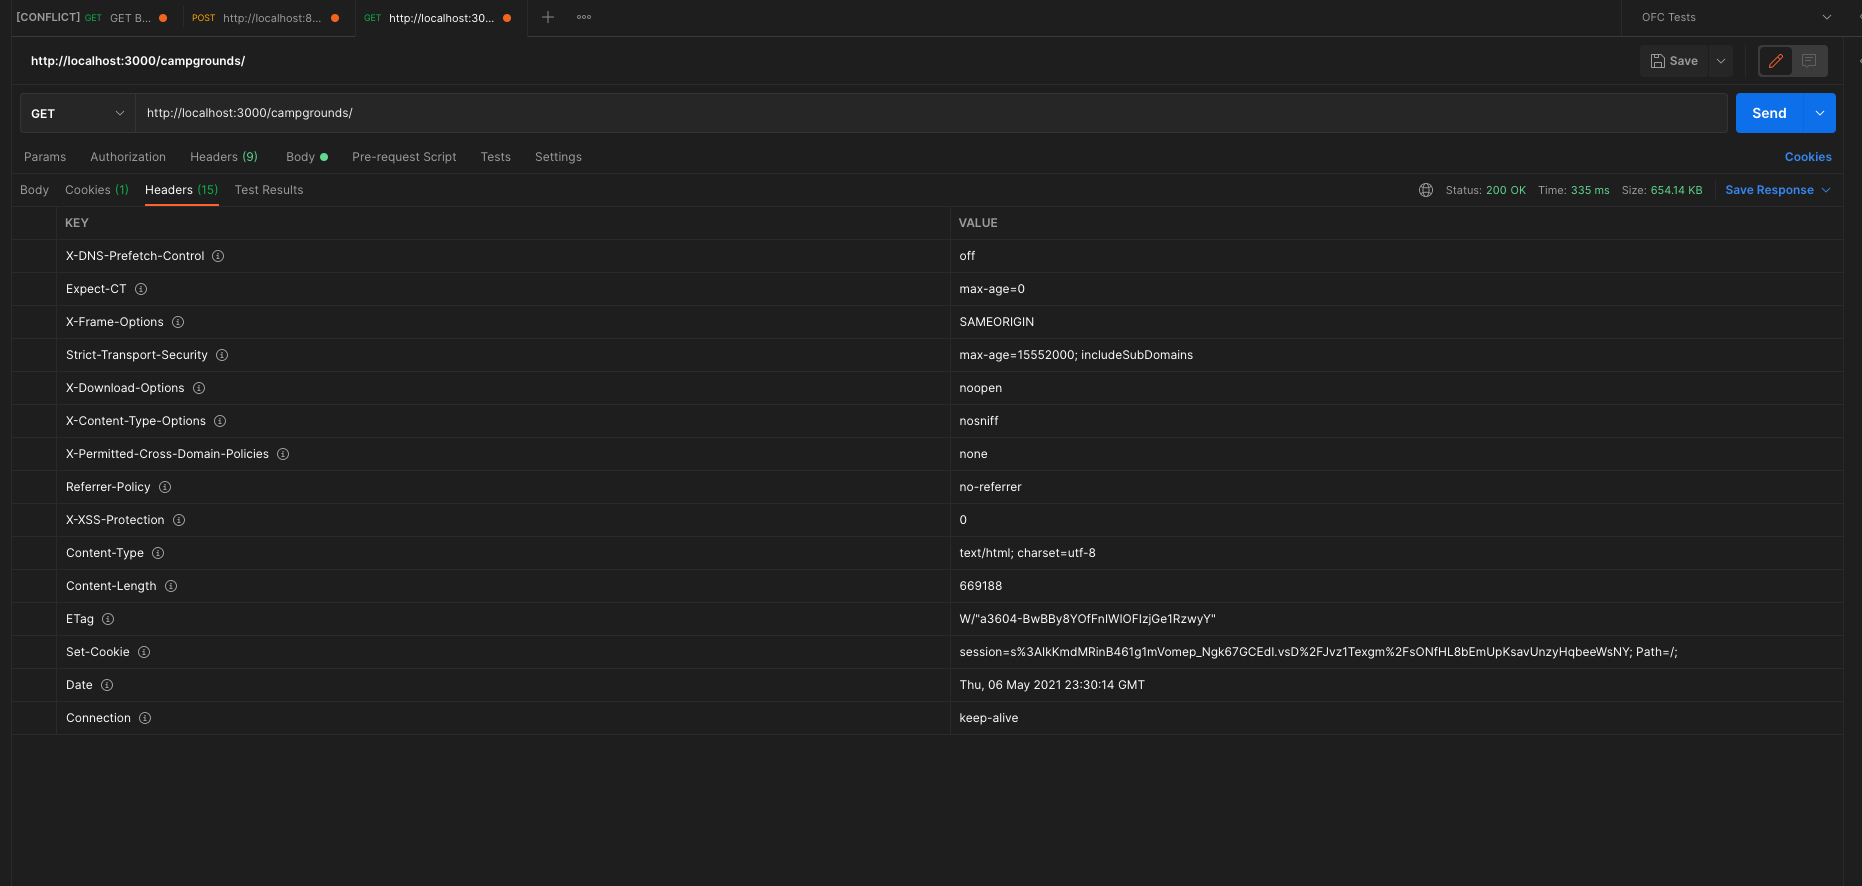 [CONFLICT] GET GET B... POST http://localhost:8... GET http://localhost:30... OFC Tests
http://localhost:3000/campgrounds/ Save
GET http://localhost:3000/campgrounds/ Send
Params Authorization Headers (9) Body Pre-request Script Tests Settings Cookies
Body Cookies (1) Headers (15) Test Results Status: 200 OK Time: 335 ms Size: 654.14 KB Save Response
KEY VALUE
X-DNS-Prefetch-Control off
Expect-CT max-age=0
X-Frame-Options SAMEORIGIN
Strict-Transport-Security max-age=15552000; includeSubDomains
X-Download-Options noopen
X-Content-Type-Options nosniff
X-Permitted-Cross-Domain-Policies none
Referrer-Policy no-referrer
X-XSS-Protection 0
Content-Type text/html; charset=utf-8
Content-Length 669188
ETag W/"a3604-BwBBy8YOfFnIWIOFIzjGe1RzwyY"
Set-Cookie session=s%3AIkKmdMRinB461g1mVomep_Ngk67GCEdI.vsD%2FJvz1Texgm%2FsONfHL8bEmUpKsavUnzyHqbeeWsNY; Path=/;
Date Thu, 06 May 2021 23:30:14 GMT
Connection keep-alive